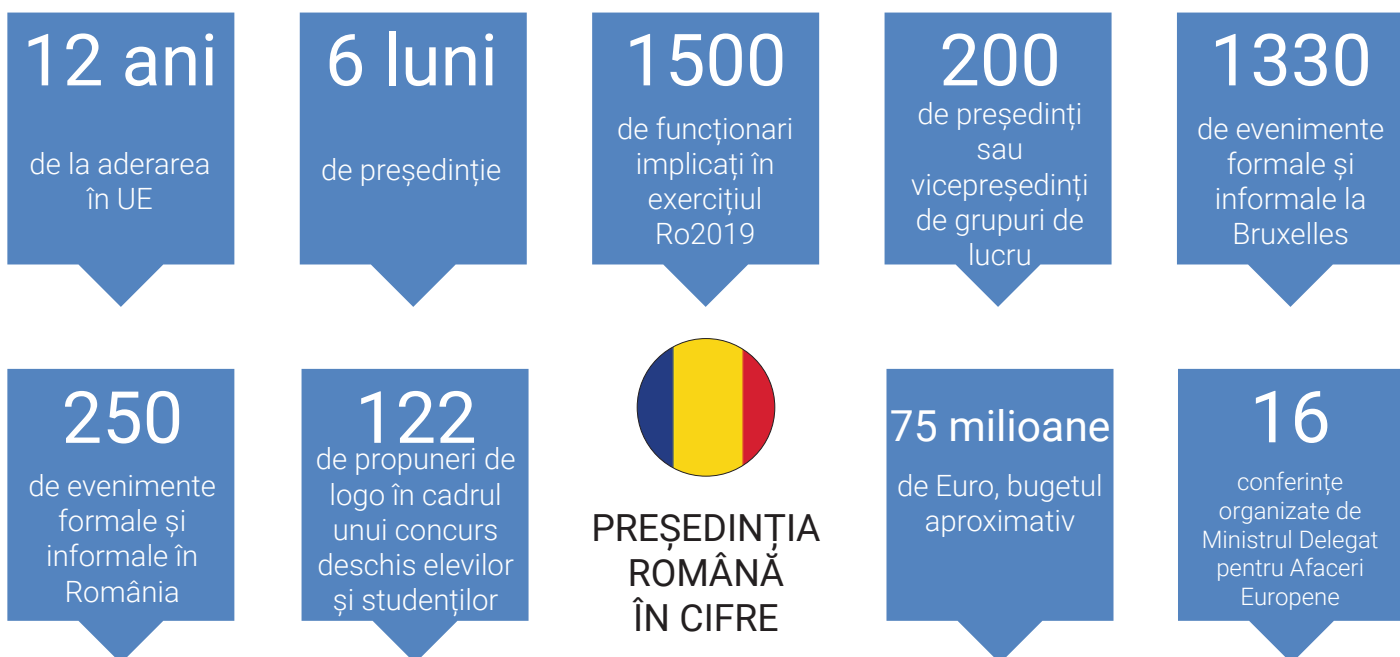 12 ani
de la aderarea
în UE
6 luni
de președinție
1500
de funcționari
implicați în
exercițiul
Ro2019
200
de președinți
sau
vicepreședinți
de grupuri de
lucru
1330
de evenimente
formale și
informale la
Bruxelles
250
de evenimente
formale și
informale în
România
122
de propuneri de
logo în cadrul
unui concurs
deschis elevilor
și studenților
PREȘEDINȚIA
ROMÂNĂ
ÎN CIFRE
75 milioane
de Euro, bugetul
aproximativ
16
conferințe
organizate de
Ministrul Delegat
pentru Afaceri
Europene